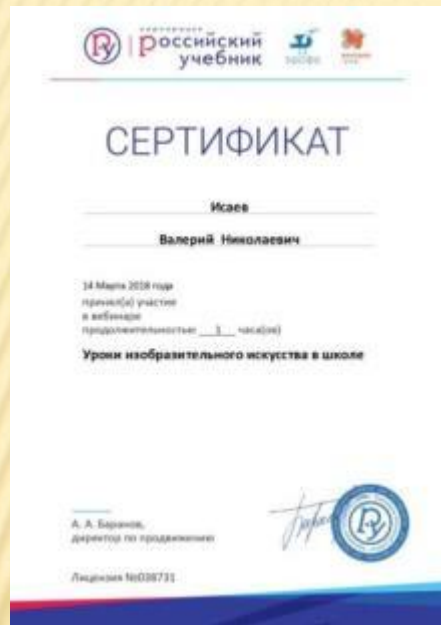 российский
учебник
СЕРТИФИКАТ
Исаев
Валерий Николаевич
14 Марта 2018 года
принял(а) участие
в вебинаре
продолжительностью 1 часа(ов)
Уроки изобразительного искусства в школе
А. А. Баранов,
директор по продвижению
Лицензия №038731